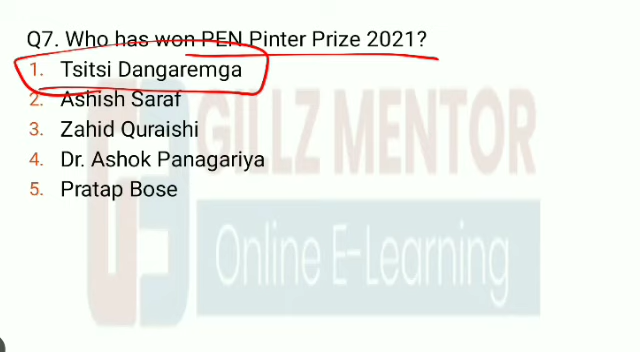 Q7. Who has won PEN Pinter Prize 2021?
1. Tsitsi Dangaremga
2. Ashish Saraf
3. Zahid Quraishi
4. Dr. Ashok Panagariya
5. Pratap Bose
GILLZ MENTOR
Online E-Learning